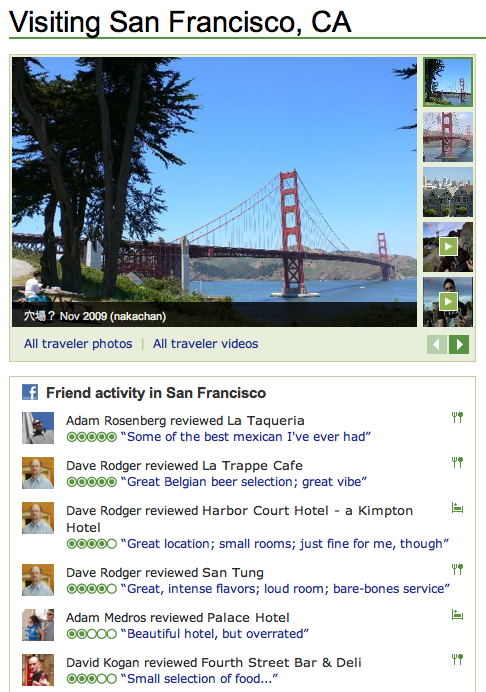 Visiting San Francisco, CA
穴場？ Nov 2009 (nakachan)
All traveler photos | All traveler videos
Friend activity in San Francisco
Adam Rosenberg reviewed La Taqueria
“Some of the best mexican I've ever had”
Dave Rodger reviewed La Trappe Cafe
“Great Belgian beer selection; great vibe”
Dave Rodger reviewed Harbor Court Hotel - a Kimpton
Hotel
“Great location; small rooms; just fine for me, though”
Dave Rodger reviewed San Tung
“Great, intense flavors; loud room; bare-bones service”
Adam Medros reviewed Palace Hotel
“Beautiful hotel, but overrated”
David Kogan reviewed Fourth Street Bar & Deli
“Small selection of food...”